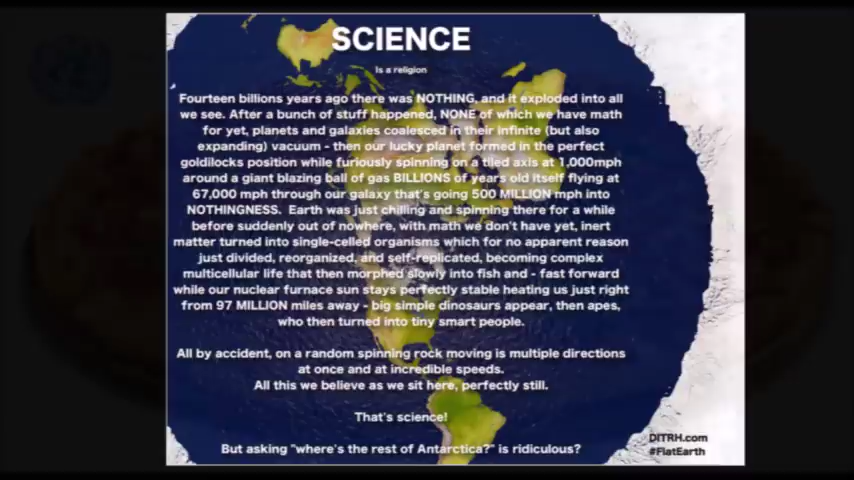 SCIENCE
Is a religion
Fourteen billions years ago there was NOTHING, and it exploded into all
we see. After a bunch of stuff happened, NONE of which we have math
for yet, planets and galaxies coalesced in their infinite (but also
expanding) vacuum - then our lucky planet formed in the perfect
goldilocks position while furiously spinning on a tiled axis at 1,000mph
around a giant blazing ball of gas BILLIONS of years old itself flying at
67,000 mph through our galaxy that's going 500 MILLION mph into
NOTHINGNESS. Earth was just chilling and spinning there for a while
before suddenly out of nowhere, with math we don't have yet, inert
matter turned into single-celled organisms which for no apparent reason
just divided, reorganized, and self-replicated, becoming complex
multicellular life that then morphed slowly into fish and - fast forward
while our nuclear furnace sun stays perfectly stable heating us just right
from 97 MILLION miles away - big simple dinosaurs appear, then apes,
who then turned into tiny smart people.
All by accident, on a random spinning rock moving is multiple directions
at once and at incredible speeds.
All this we believe as we sit here, perfectly still.
That's science!
But asking "where's the rest of Antarctica?" is ridiculous?
DITRH.com
#FlatEarth